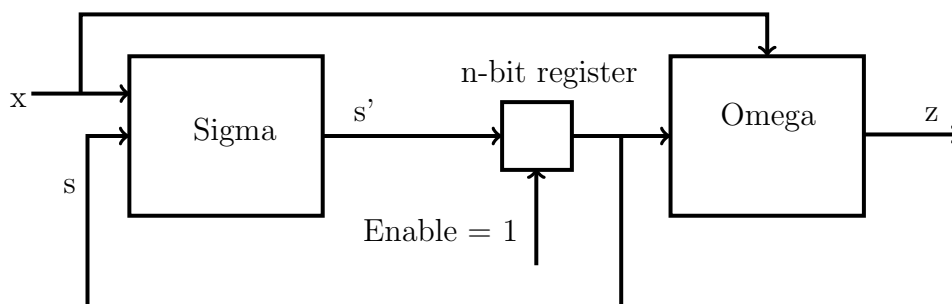 n-bit register
x
s'
Sigma
Omega
z
s
Enable = 1